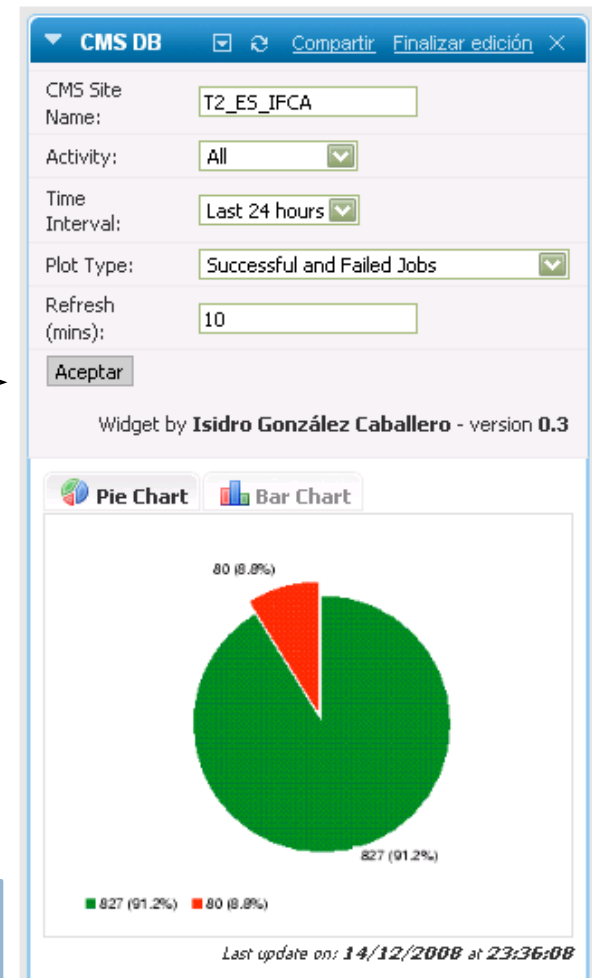 CMS DB Compartir Finalizar edición
CMS Site
Name:
T2_ES_IFCA
Activity: All
Time
Interval:
Last 24 hours
Plot Type: Successful and Failed Jobs
Refresh
(mins):
10
Aceptar
Widget by Isidro González Caballero - version 0.3
Pie Chart Bar Chart
80 (8.8%)
827 (91.2%)
827 (91.2%) 80 (8.8%)
Last update on: 14/12/2008 at 23:36:08